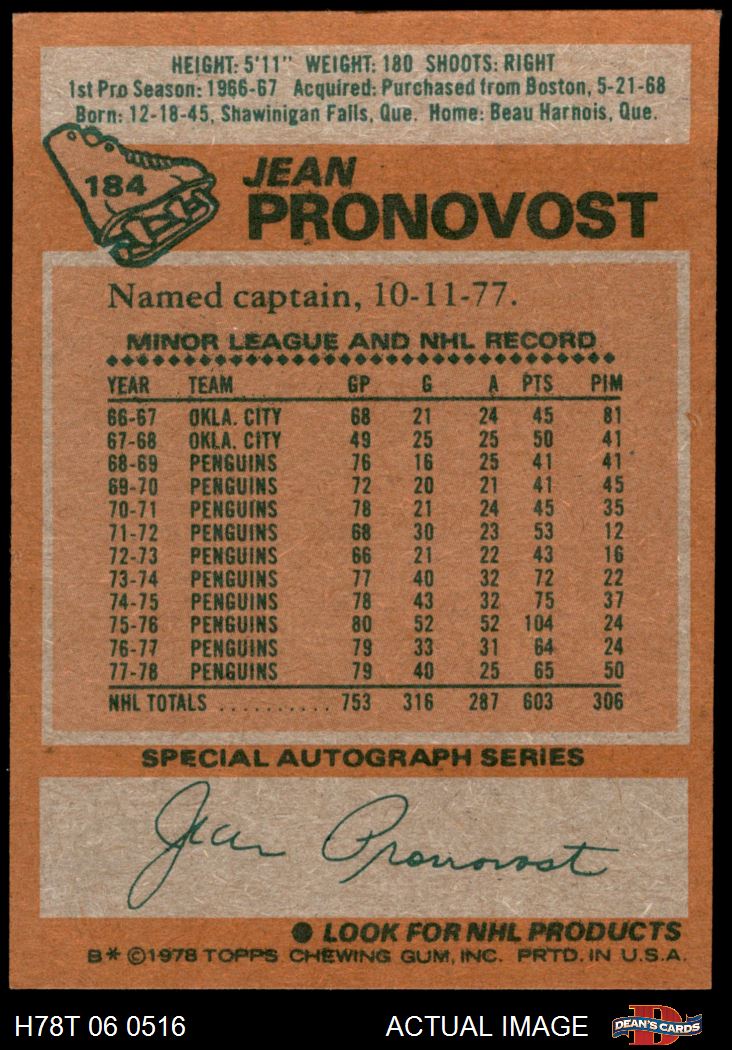 HEIGHT: 5'11" WEIGHT: 180 SHOOTS: RIGHT
1st Pro Season: 1966-67 Acquired: Purchased from Boston, 5-21-68
Born: 12-18-45, Shawinigan Falls, Que. Home: Beau Harnois, Que.
184
JEAN
PRONOVOST
Named captain, 10-11-77.
MINOR LEAGUE AND NHL RECORD
YEAR TEAM GP G A PTS PIM
66-67 OKLA. CITY 68 21 24 45 81
67-68 OKLA. CITY 49 25 25 50 41
68-69 PENGUINS 76 16 25 41 41
69-70 PENGUINS 72 20 21 41 45
70-71 PENGUINS 78 21 24 45 35
71-72 PENGUINS 68 30 23 53 12
72-73 PENGUINS 66 21 22 43 16
73-74 PENGUINS 77 40 32 72 22
74-75 PENGUINS 78 43 32 75 37
75-76 PENGUINS 80 52 52 104 24
76-77 PENGUINS 79 33 31 64 24
77-78 PENGUINS 79 40 25 65 50
NHL TOTALS .......... 753 316 287 603 306
SPECIAL AUTOGRAPH SERIES
Jean Pronovost
● LOOK FOR NHL PRODUCTS
B* ©1978 TOPPS CHEWING GUM, INC. PRTD. IN U.S.A.
H78T 06 0516 ACTUAL IMAGE D DEAN'S CARDS